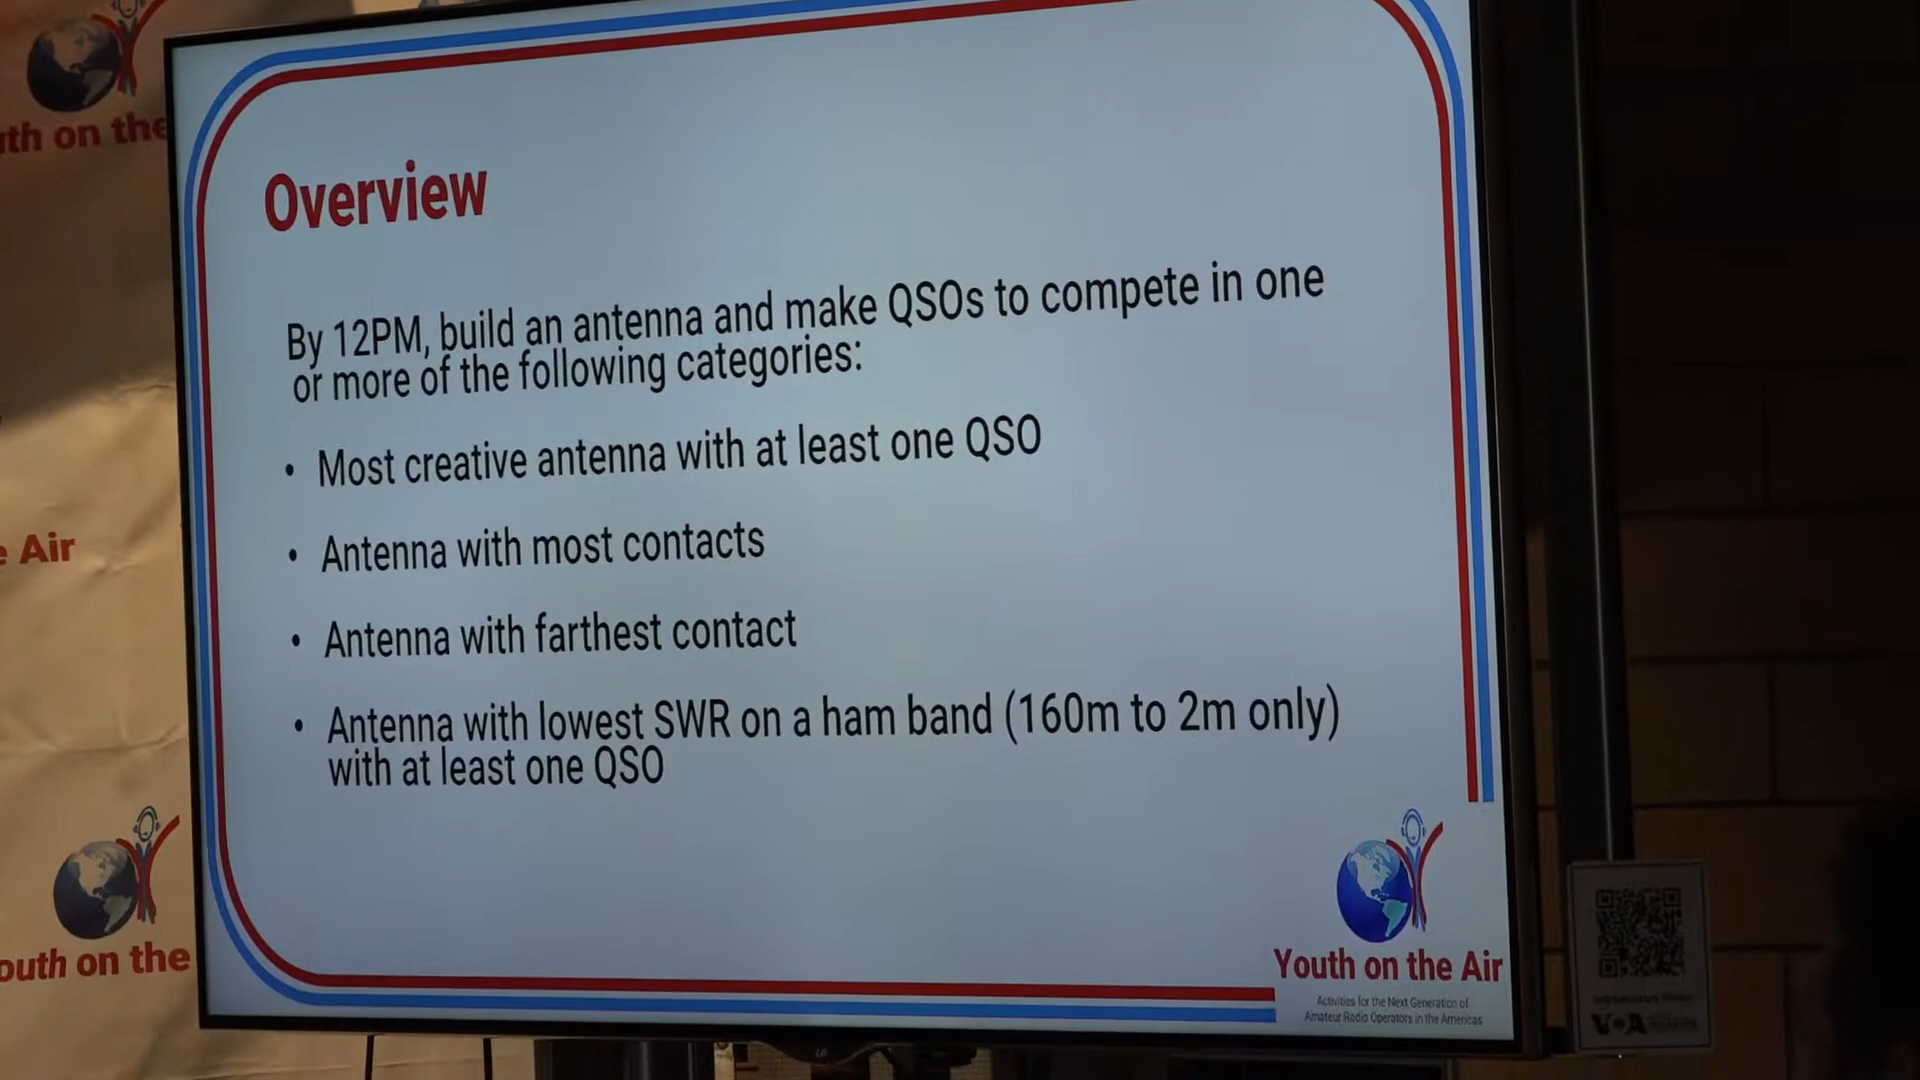 Overview
By 12PM, build an antenna and make QSOs to compete in one
or more of the following categories:
• Most creative antenna with at least one QSO
• Antenna with most contacts
• Antenna with farthest contact
• Antenna with lowest SWR on a ham band (160m to 2m only)
with at least one QSO
Youth on the Air
Activities for the Next Generation of
Amateur Radio Operators in the Americas
uth on the
e Air
outh on the
LG
VOA